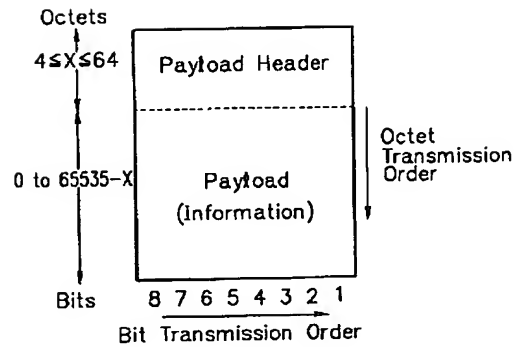 Octets
4≤X≤64
Payload Header
0 to 65535-X
Payload
(Information)
Octet
Transmission
Order
Bits
8 7 6 5 4 3 2 1
Bit Transmission Order